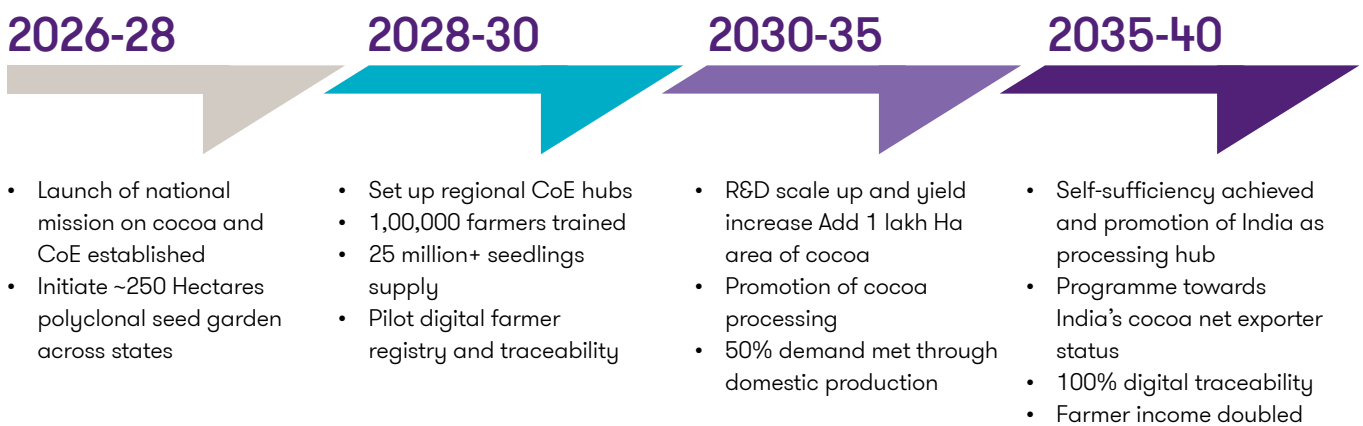 2026-28
• Launch of national
mission on cocoa and
CoE established
• Initiate ~250 Hectares
polyclonal seed garden
across states
2028-30
• Set up regional CoE hubs
• 1,00,000 farmers trained
• 25 million+ seedlings
supply
• Pilot digital farmer
registry and traceability
2030-35
• R&D scale up and yield
increase Add 1 lakh Ha
area of cocoa
• Promotion of cocoa
processing
• 50% demand met through
domestic production
2035-40
• Self-sufficiency achieved
and promotion of India as
processing hub
• Programme towards
India's cocoa net exporter
status
• 100% digital traceability
• Farmer income doubled